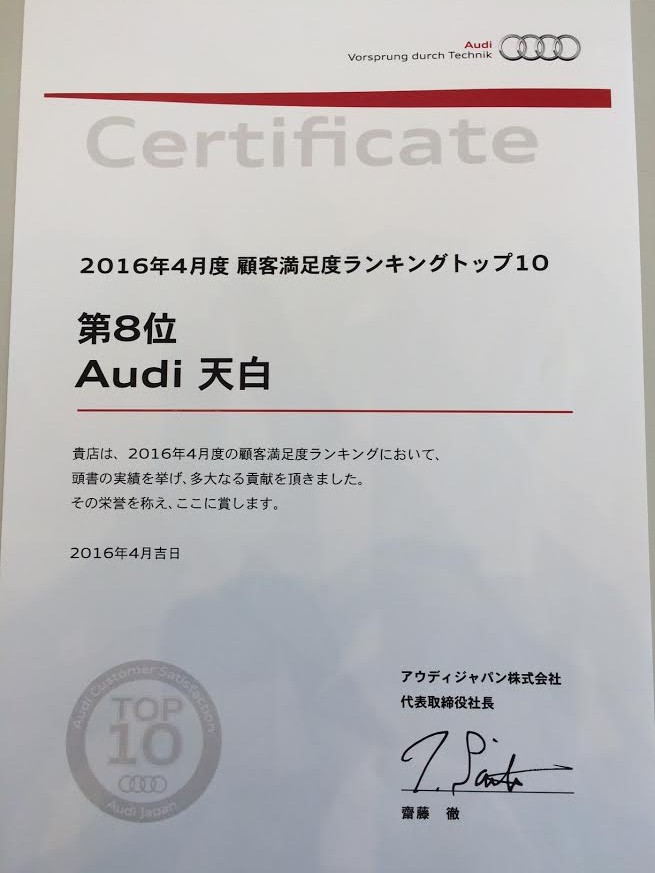 Audi
Vorsprung durch Technik
Certificate
2016年4月度 顧客満足度ランキングトップ10
第8位
Audi 天白
貴店は、2016年4月度の顧客満足度ランキングにおいて、
頭書の実績を挙げ、多大なる貢献を頂きました。
その栄誉を称え、ここに賞します。
2016年4月吉日
Audi Customer Satisfaction
TOP
10
Audi Japan
アウディジャパン株式会社
代表取締役社長
T. Saito
齋藤 徹